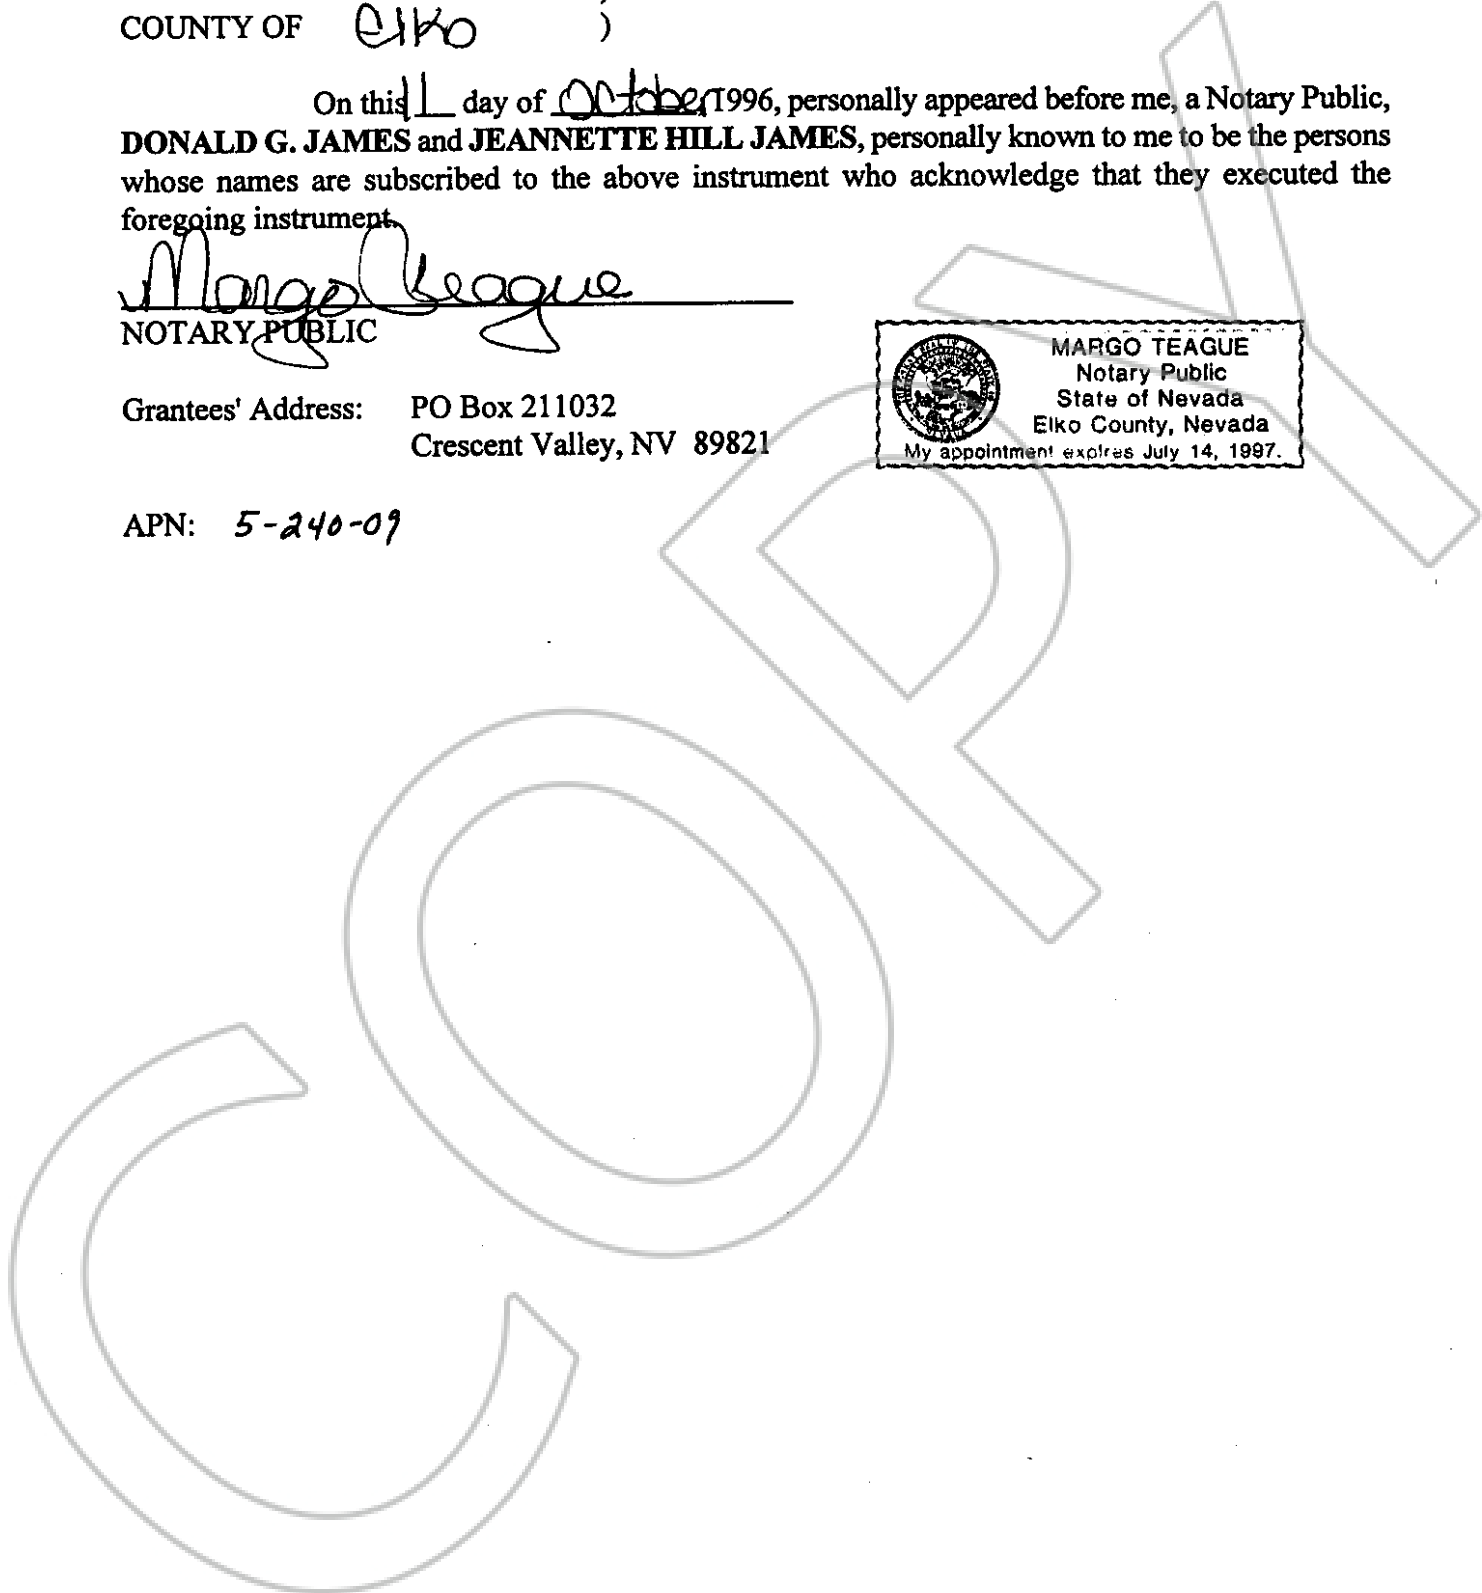 COUNTY OF Elko )
On this 11 day of October, 1996, personally appeared before me, a Notary Public,
DONALD G. JAMES and JEANNETTE HILL JAMES, personally known to me to be the persons
whose names are subscribed to the above instrument who acknowledge that they executed the
foregoing instrument.
Margo Teague
NOTARY PUBLIC
MARGO TEAGUE
Notary Public
State of Nevada
Elko County, Nevada
My appointment expires July 14, 1997.
Grantees' Address: PO Box 211032
Crescent Valley, NV 89821
APN: 5-240-09
COPY